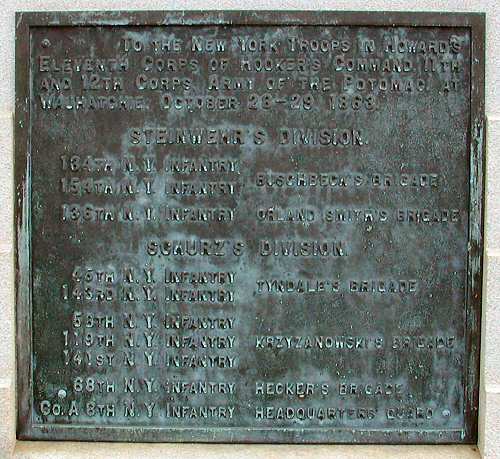 To the New York Troops in Howard's
Eleventh Corps of Hooker's Command, 11th
and 12th Corps, Army of the Potomac, at
Wauhatchie, October 28-29 1863.
Steinwehr's Division.
134th N.Y. Infantry
154th N.Y. Infantry
Buschbeck's Brigade
136th N.Y. Infantry Orland Smith's Brigade
Schurz's Division.
45th N.Y. Infantry
143rd N.Y. Infantry
Tyndale's Brigade
58th N.Y. Infantry
119th N.Y. Infantry Krzyzanowski's Brigade
141st N.Y. Infantry
68th N.Y. Infantry Hecker's Brigade
Co. A 8th N.Y. Infantry Headquarters' Guard